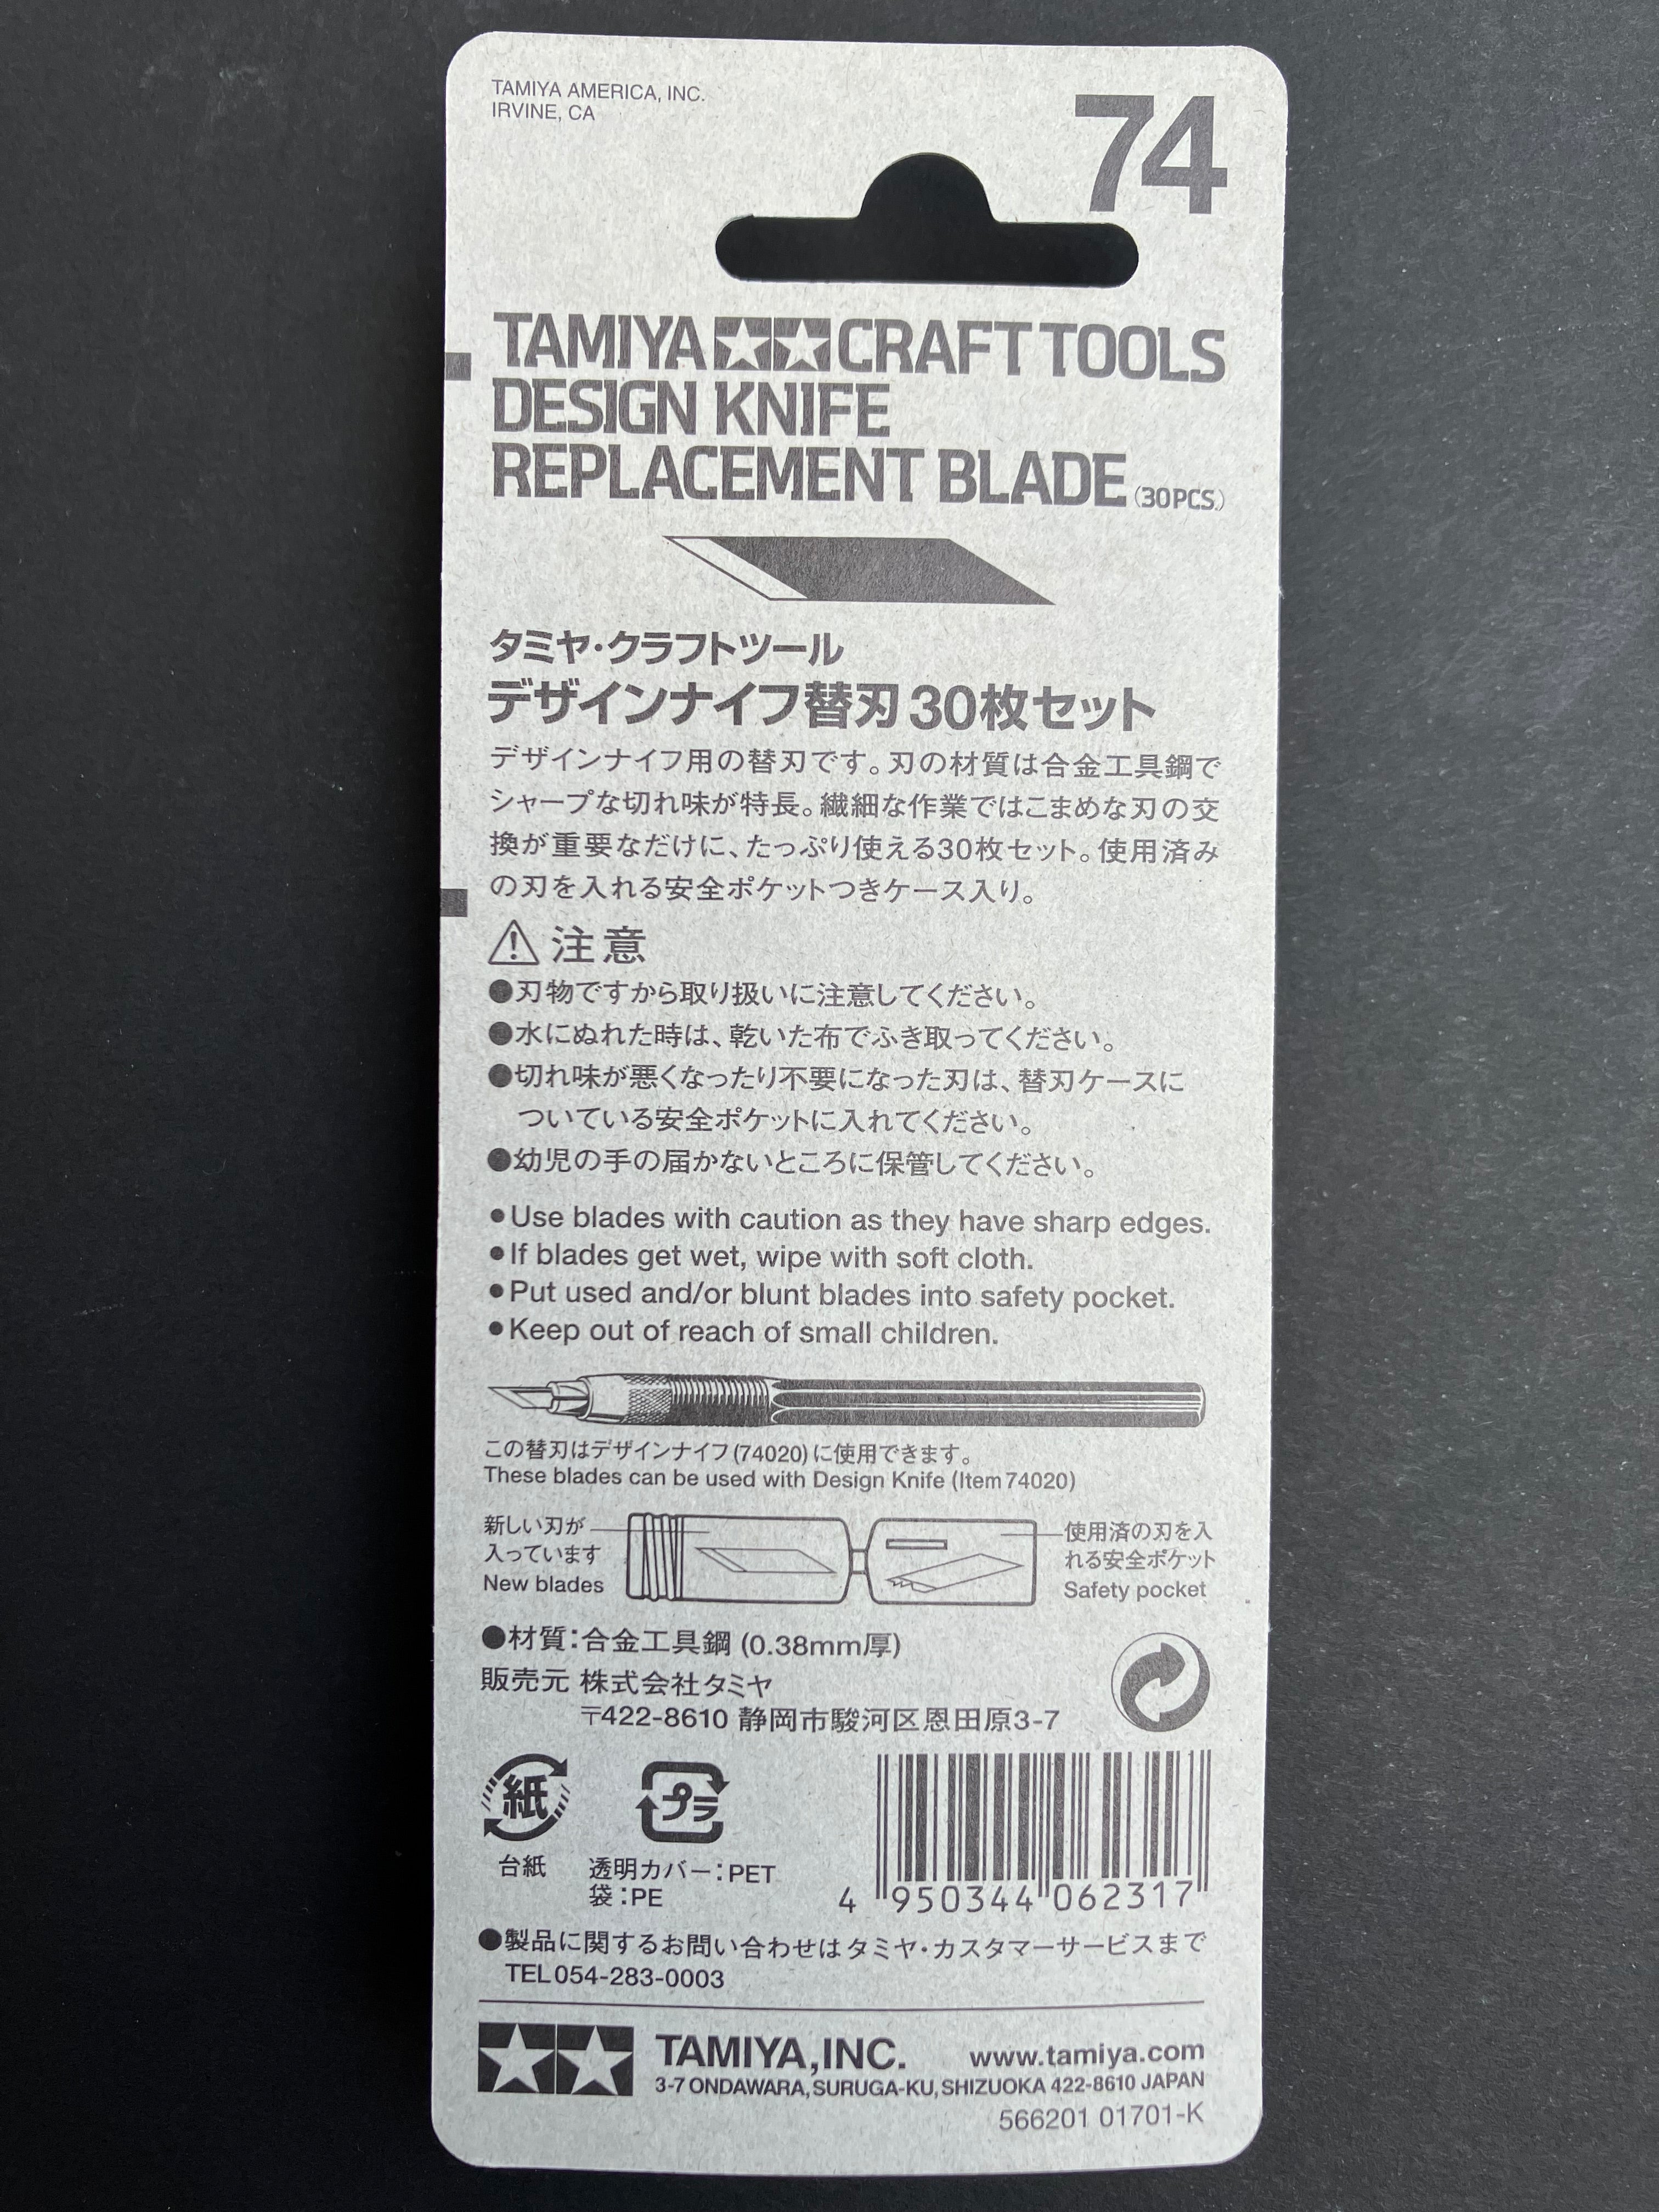 TAMIYA AMERICA, INC.
IRVINE, CA
74
TAMIYA CRAFT TOOLS
DESIGN KNIFE
REPLACEMENT BLADE (30PCS.)
タミヤ・クラフトツール
デザインナイフ替刃30枚セット
デザインナイフ用の替刃です。刃の材質は合金工具鋼で
シャープな切れ味が特長。繊細な作業ではこまめな刃の交
換が重要なだけに、たっぷり使える30枚セット。使用済み
の刃を入れる安全ポケットつきケース入り。
注意
●刃物ですから取り扱いに注意してください。
●水にぬれた時は、乾いた布でふき取ってください。
●切れ味が悪くなったり不要になった刃は、替刃ケースに
ついている安全ポケットに入れてください。
●幼児の手の届かないところに保管してください。
•Use blades with caution as they have sharp edges.
•If blades get wet, wipe with soft cloth.
•Put used and/or blunt blades into safety pocket.
•Keep out of reach of small children.
この替刃はデザインナイフ(74020)に使用できます。
These blades can be used with Design Knife (Item 74020)
新しい刃が
入っています
New blades
使用済の刃を入
れる安全ポケット
Safety pocket
●材質：合金工具鋼 (0.38mm厚)
販売元 株式会社タミヤ
〒422-8610 静岡市駿河区恩田原3-7
紙
プラ
台紙
透明カバー：PET
袋：PE
4 950344 062317
●製品に関するお問い合わせはタミヤ・カスタマーサービスまで
TEL054-283-0003
TAMIYA,INC. www.tamiya.com
3-7 ONDAWARA, SURUGA-KU, SHIZUOKA 422-8610 JAPAN
566201 01701-K